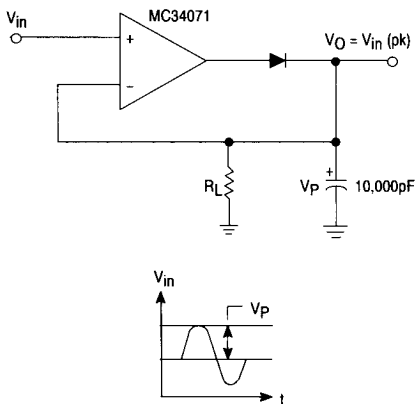 MC34071
Vin
+
−
VO = Vin (pk)
RL
VP
+
10,000pF
Vin
VP
t